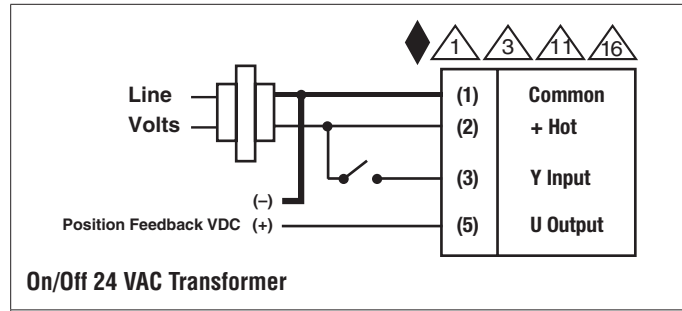 1 3 11 16
Line
Volts
(1) Common
(2) + Hot
(3) Y Input
(–)
Position Feedback VDC (+)
(5) U Output
On/Off 24 VAC Transformer